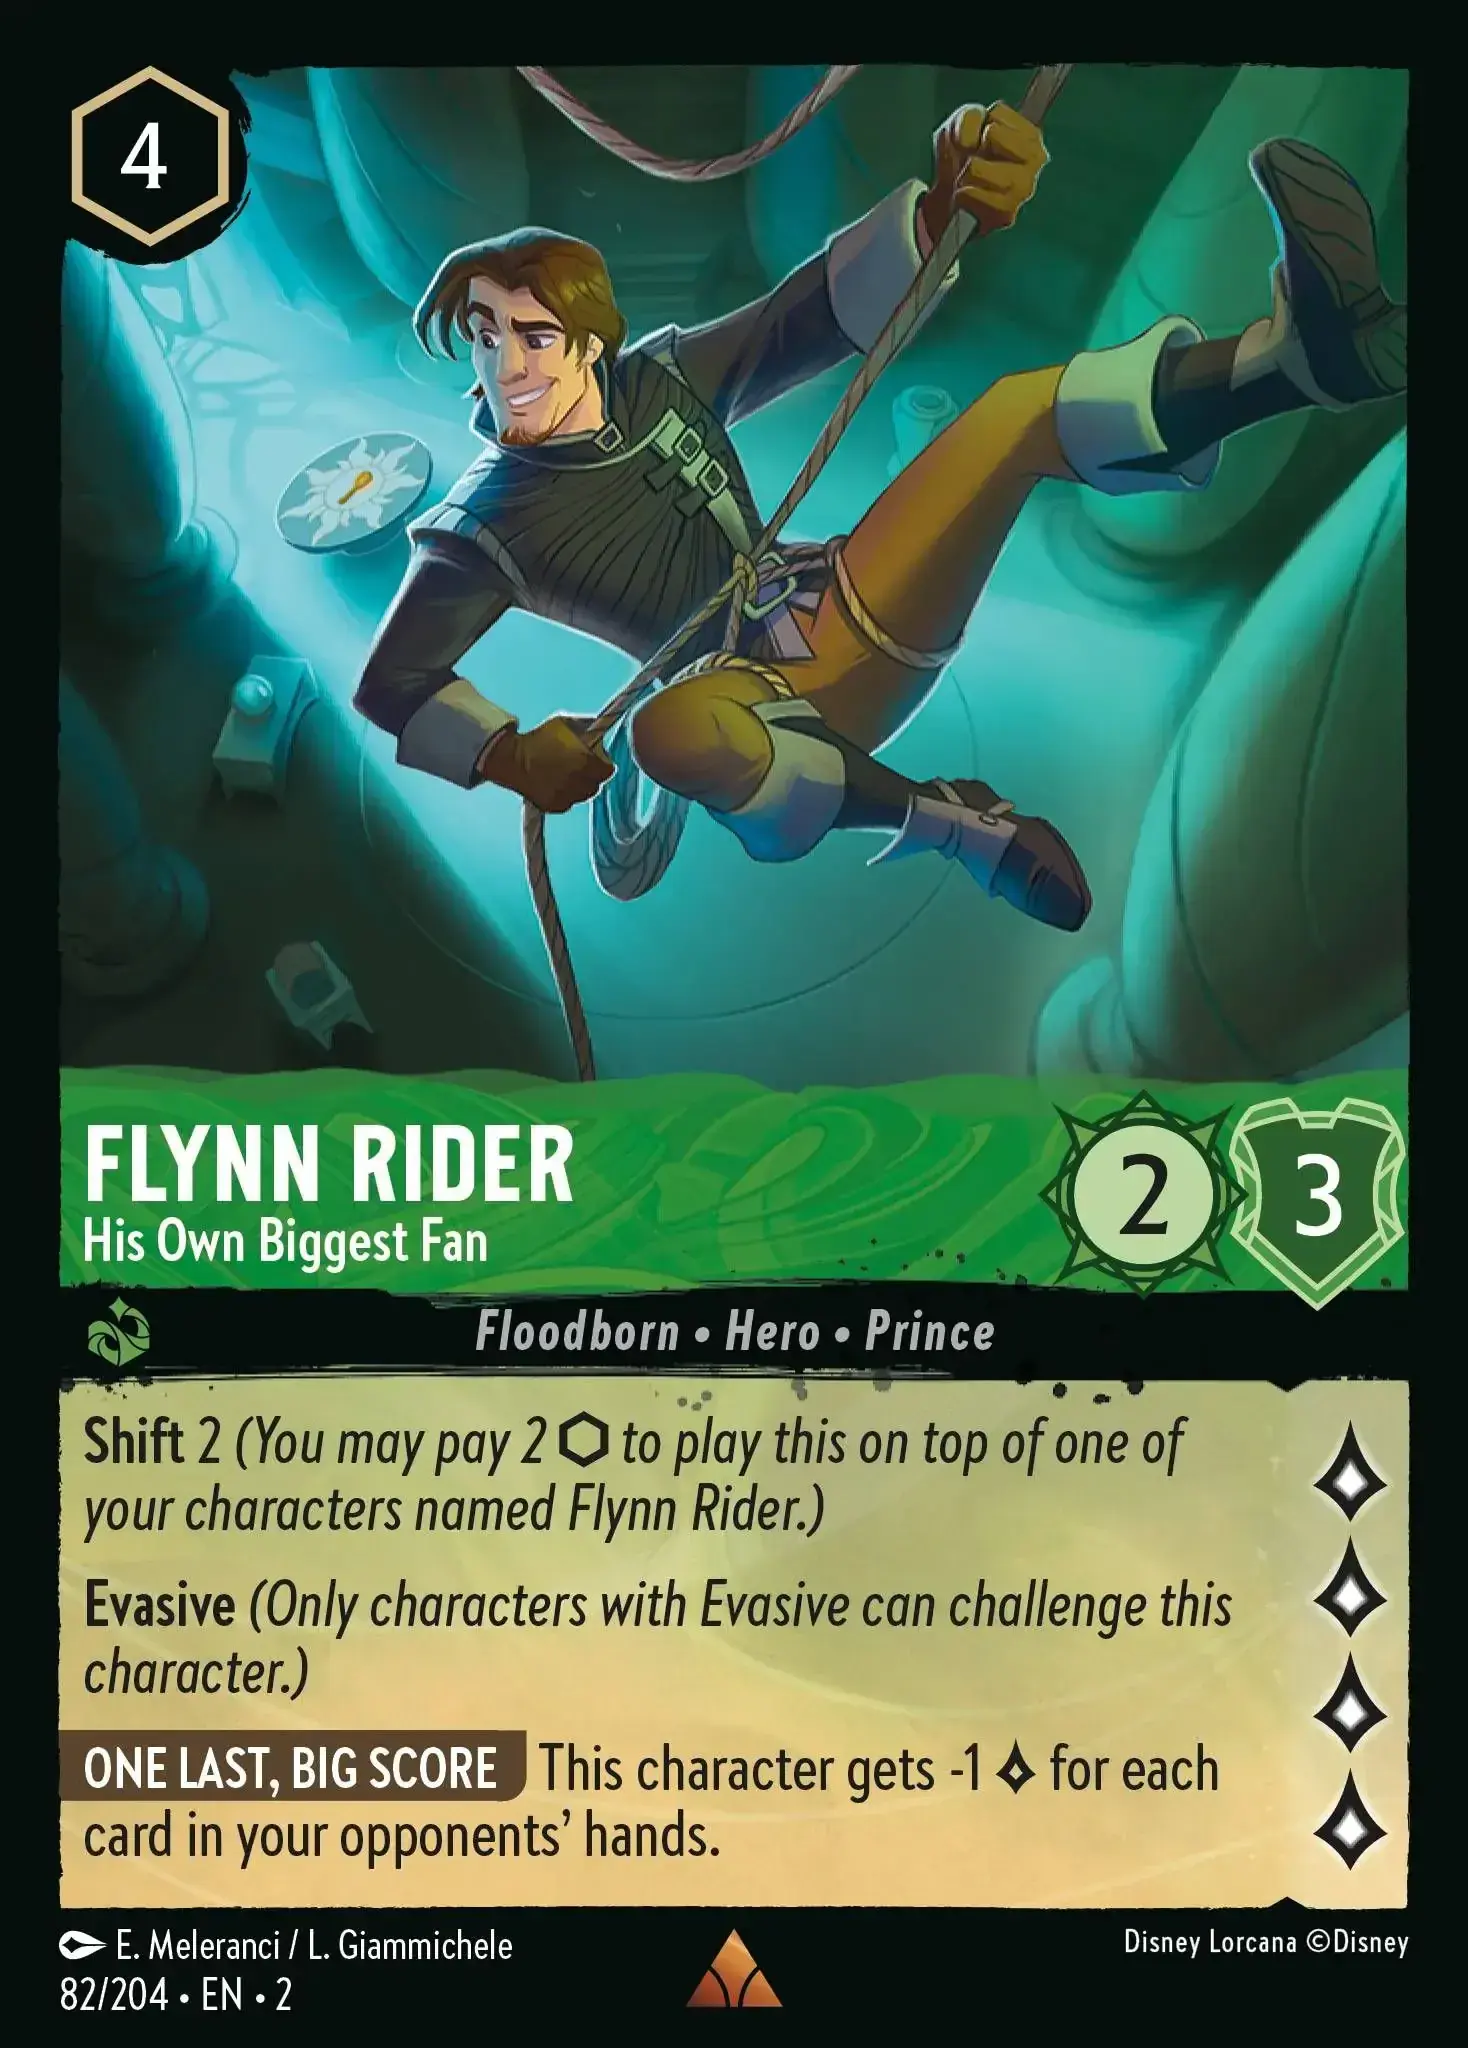 4
FLYNN RIDER
His Own Biggest Fan
2
3
Floodborn • Hero • Prince
Shift 2 (You may pay 2 ⬡ to play this on top of one of
your characters named Flynn Rider.)
Evasive (Only characters with Evasive can challenge this
character.)
ONE LAST, BIG SCORE This character gets -1 ⟡ for each
card in your opponents’ hands.
E. Meleranci / L. Giammichele
Disney Lorcana ©Disney
82/204 • EN • 2